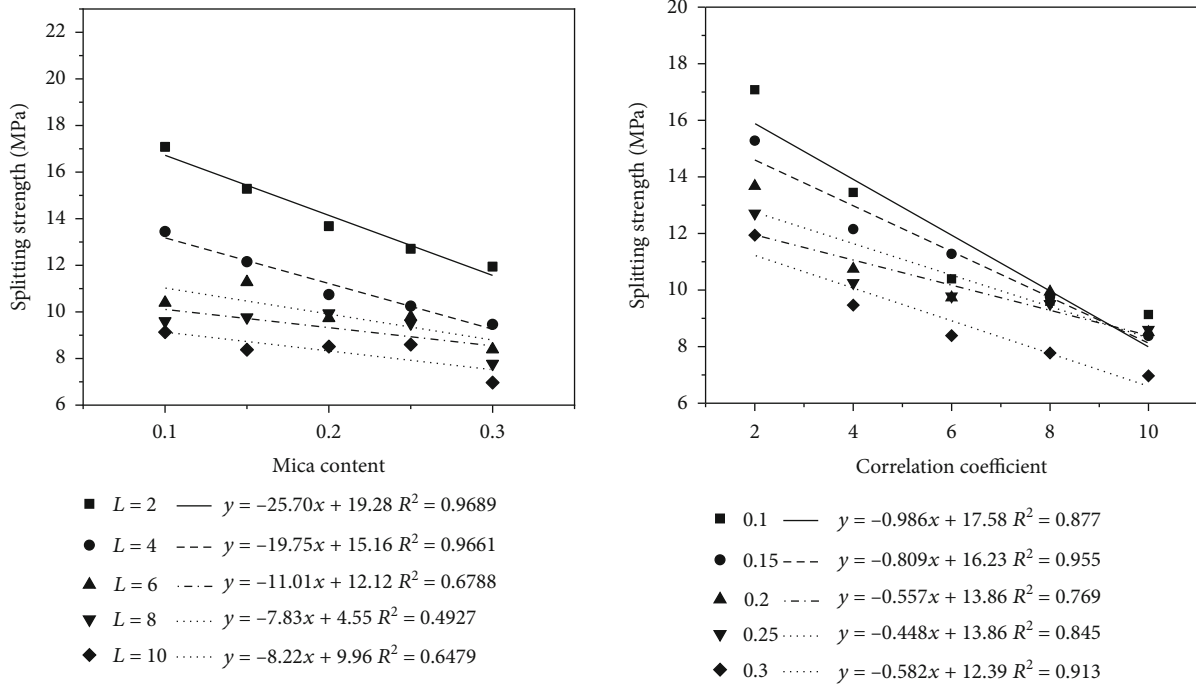 Splitting strength (MPa)
22
20
18
16
14
12
10
8
6
0.1 0.2 0.3
Mica content
L = 2 y = –25.70x + 19.28 R² = 0.9689
L = 4 y = –19.75x + 15.16 R² = 0.9661
L = 6 y = –11.01x + 12.12 R² = 0.6788
L = 8 y = –7.83x + 4.55 R² = 0.4927
L = 10 y = –8.22x + 9.96 R² = 0.6479
Splitting strength (MPa)
20
18
16
14
12
10
8
6
2 4 6 8 10
Correlation coefficient
0.1 y = –0.986x + 17.58 R² = 0.877
0.15 y = –0.809x + 16.23 R² = 0.955
0.2 y = –0.557x + 13.86 R² = 0.769
0.25 y = –0.448x + 13.86 R² = 0.845
0.3 y = –0.582x + 12.39 R² = 0.913